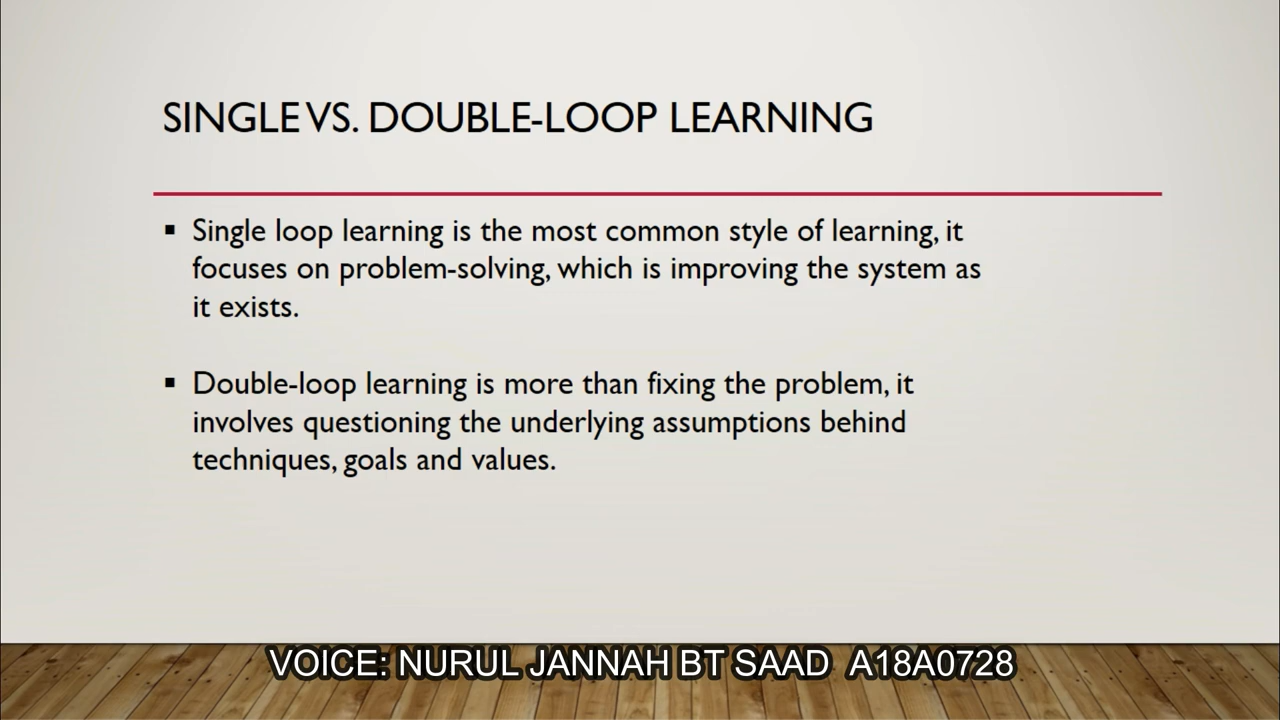 SINGLE VS. DOUBLE-LOOP LEARNING
▪ Single loop learning is the most common style of learning, it
focuses on problem-solving, which is improving the system as
it exists.
▪ Double-loop learning is more than fixing the problem, it
involves questioning the underlying assumptions behind
techniques, goals and values.
VOICE: NURUL JANNAH BT SAAD A18A0728